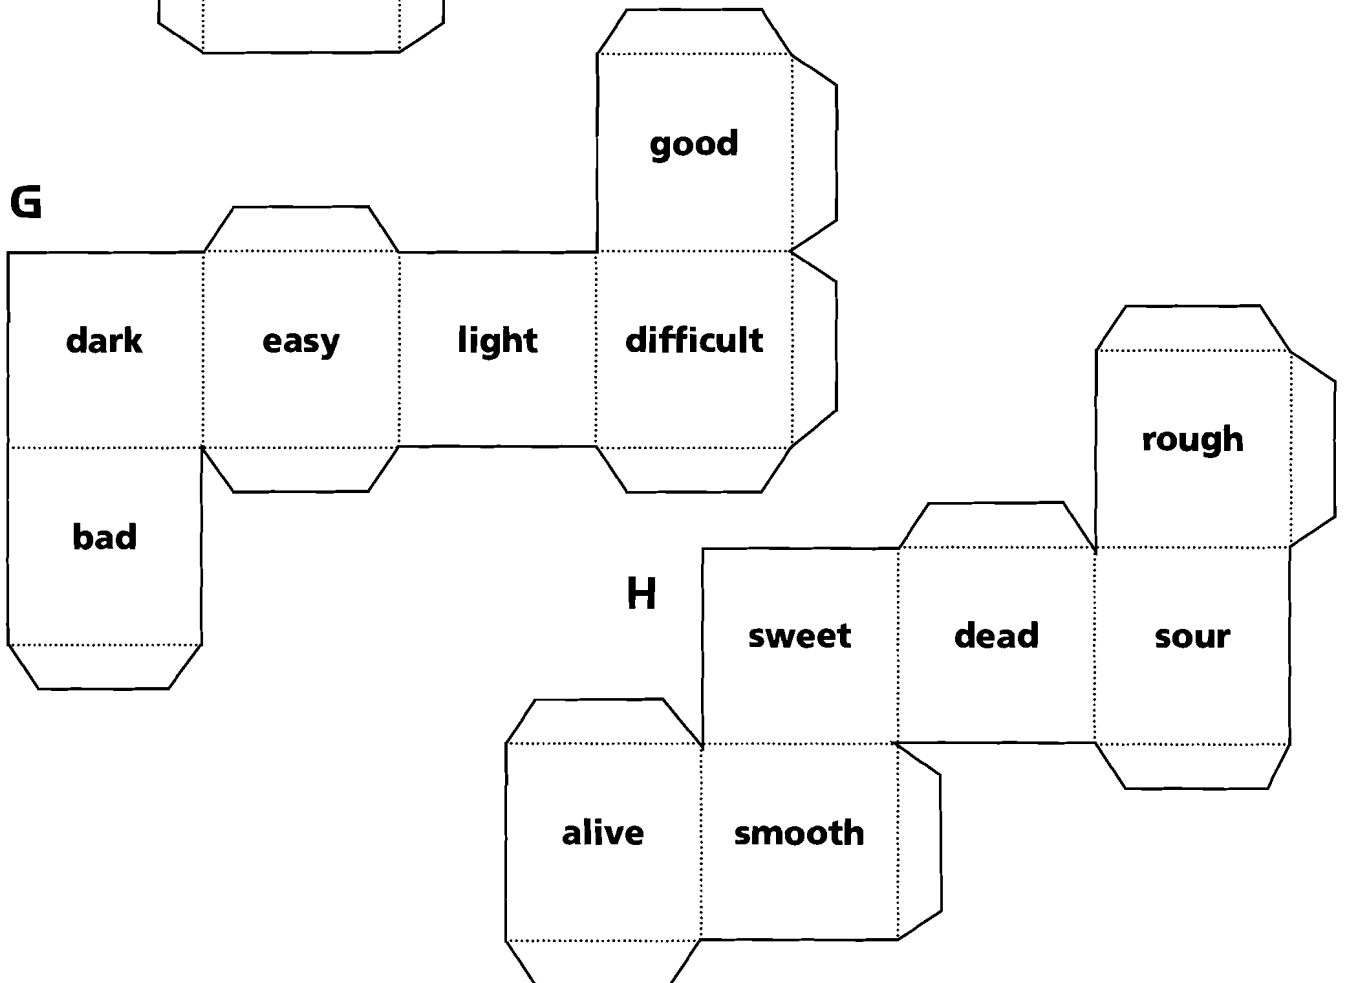 good
G
dark easy light difficult
rough
bad
H
sweet dead sour
alive smooth